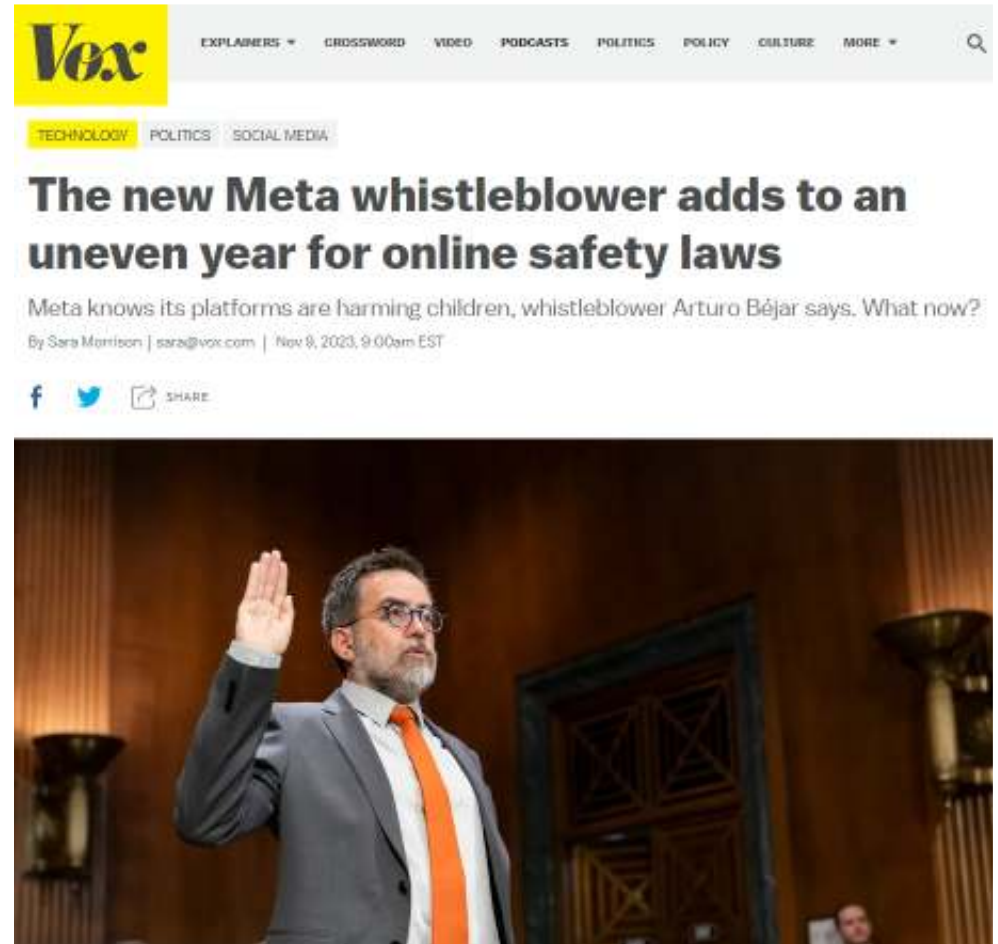 Vox
EXPLAINERS CROSSWORD VIDEO PODCASTS POLITICS POLICY CULTURE MORE
TECHNOLOGY POLITICS SOCIAL MEDIA
The new Meta whistleblower adds to an
uneven year for online safety laws
Meta knows its platforms are harming children, whistleblower Arturo Béjar says. What now?
By Sara Morrison | sara@vox.com | Nov 9, 2023, 9:00am EST
f SHARE